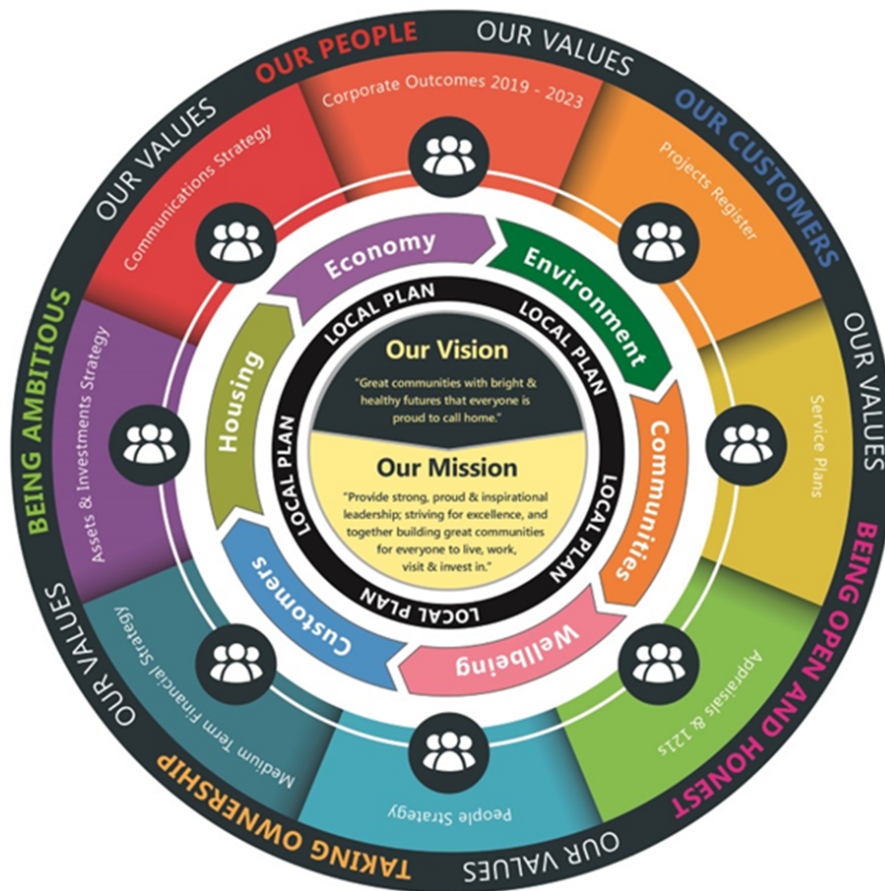 OUR VALUES
OUR PEOPLE
OUR VALUES
OUR CUSTOMERS
OUR VALUES
BEING OPEN AND HONEST
OUR VALUES
TAKING OWNERSHIP
OUR VALUES
BEING AMBITIOUS
Corporate Outcomes 2019 - 2023
Projects Register
Service Plans
Appraisals & 121s
People Strategy
Medium Term Financial Strategy
Assets & Investments Strategy
Communications Strategy
Economy
Environment
Communities
Wellbeing
Customers
Housing
LOCAL PLAN
LOCAL PLAN
LOCAL PLAN
LOCAL PLAN
LOCAL PLAN
LOCAL PLAN
Our Vision
"Great communities with bright &
healthy futures that everyone is
proud to call home."
Our Mission
"Provide strong, proud & inspirational
leadership; striving for excellence, and
together building great communities
for everyone to live, work,
visit & invest in."